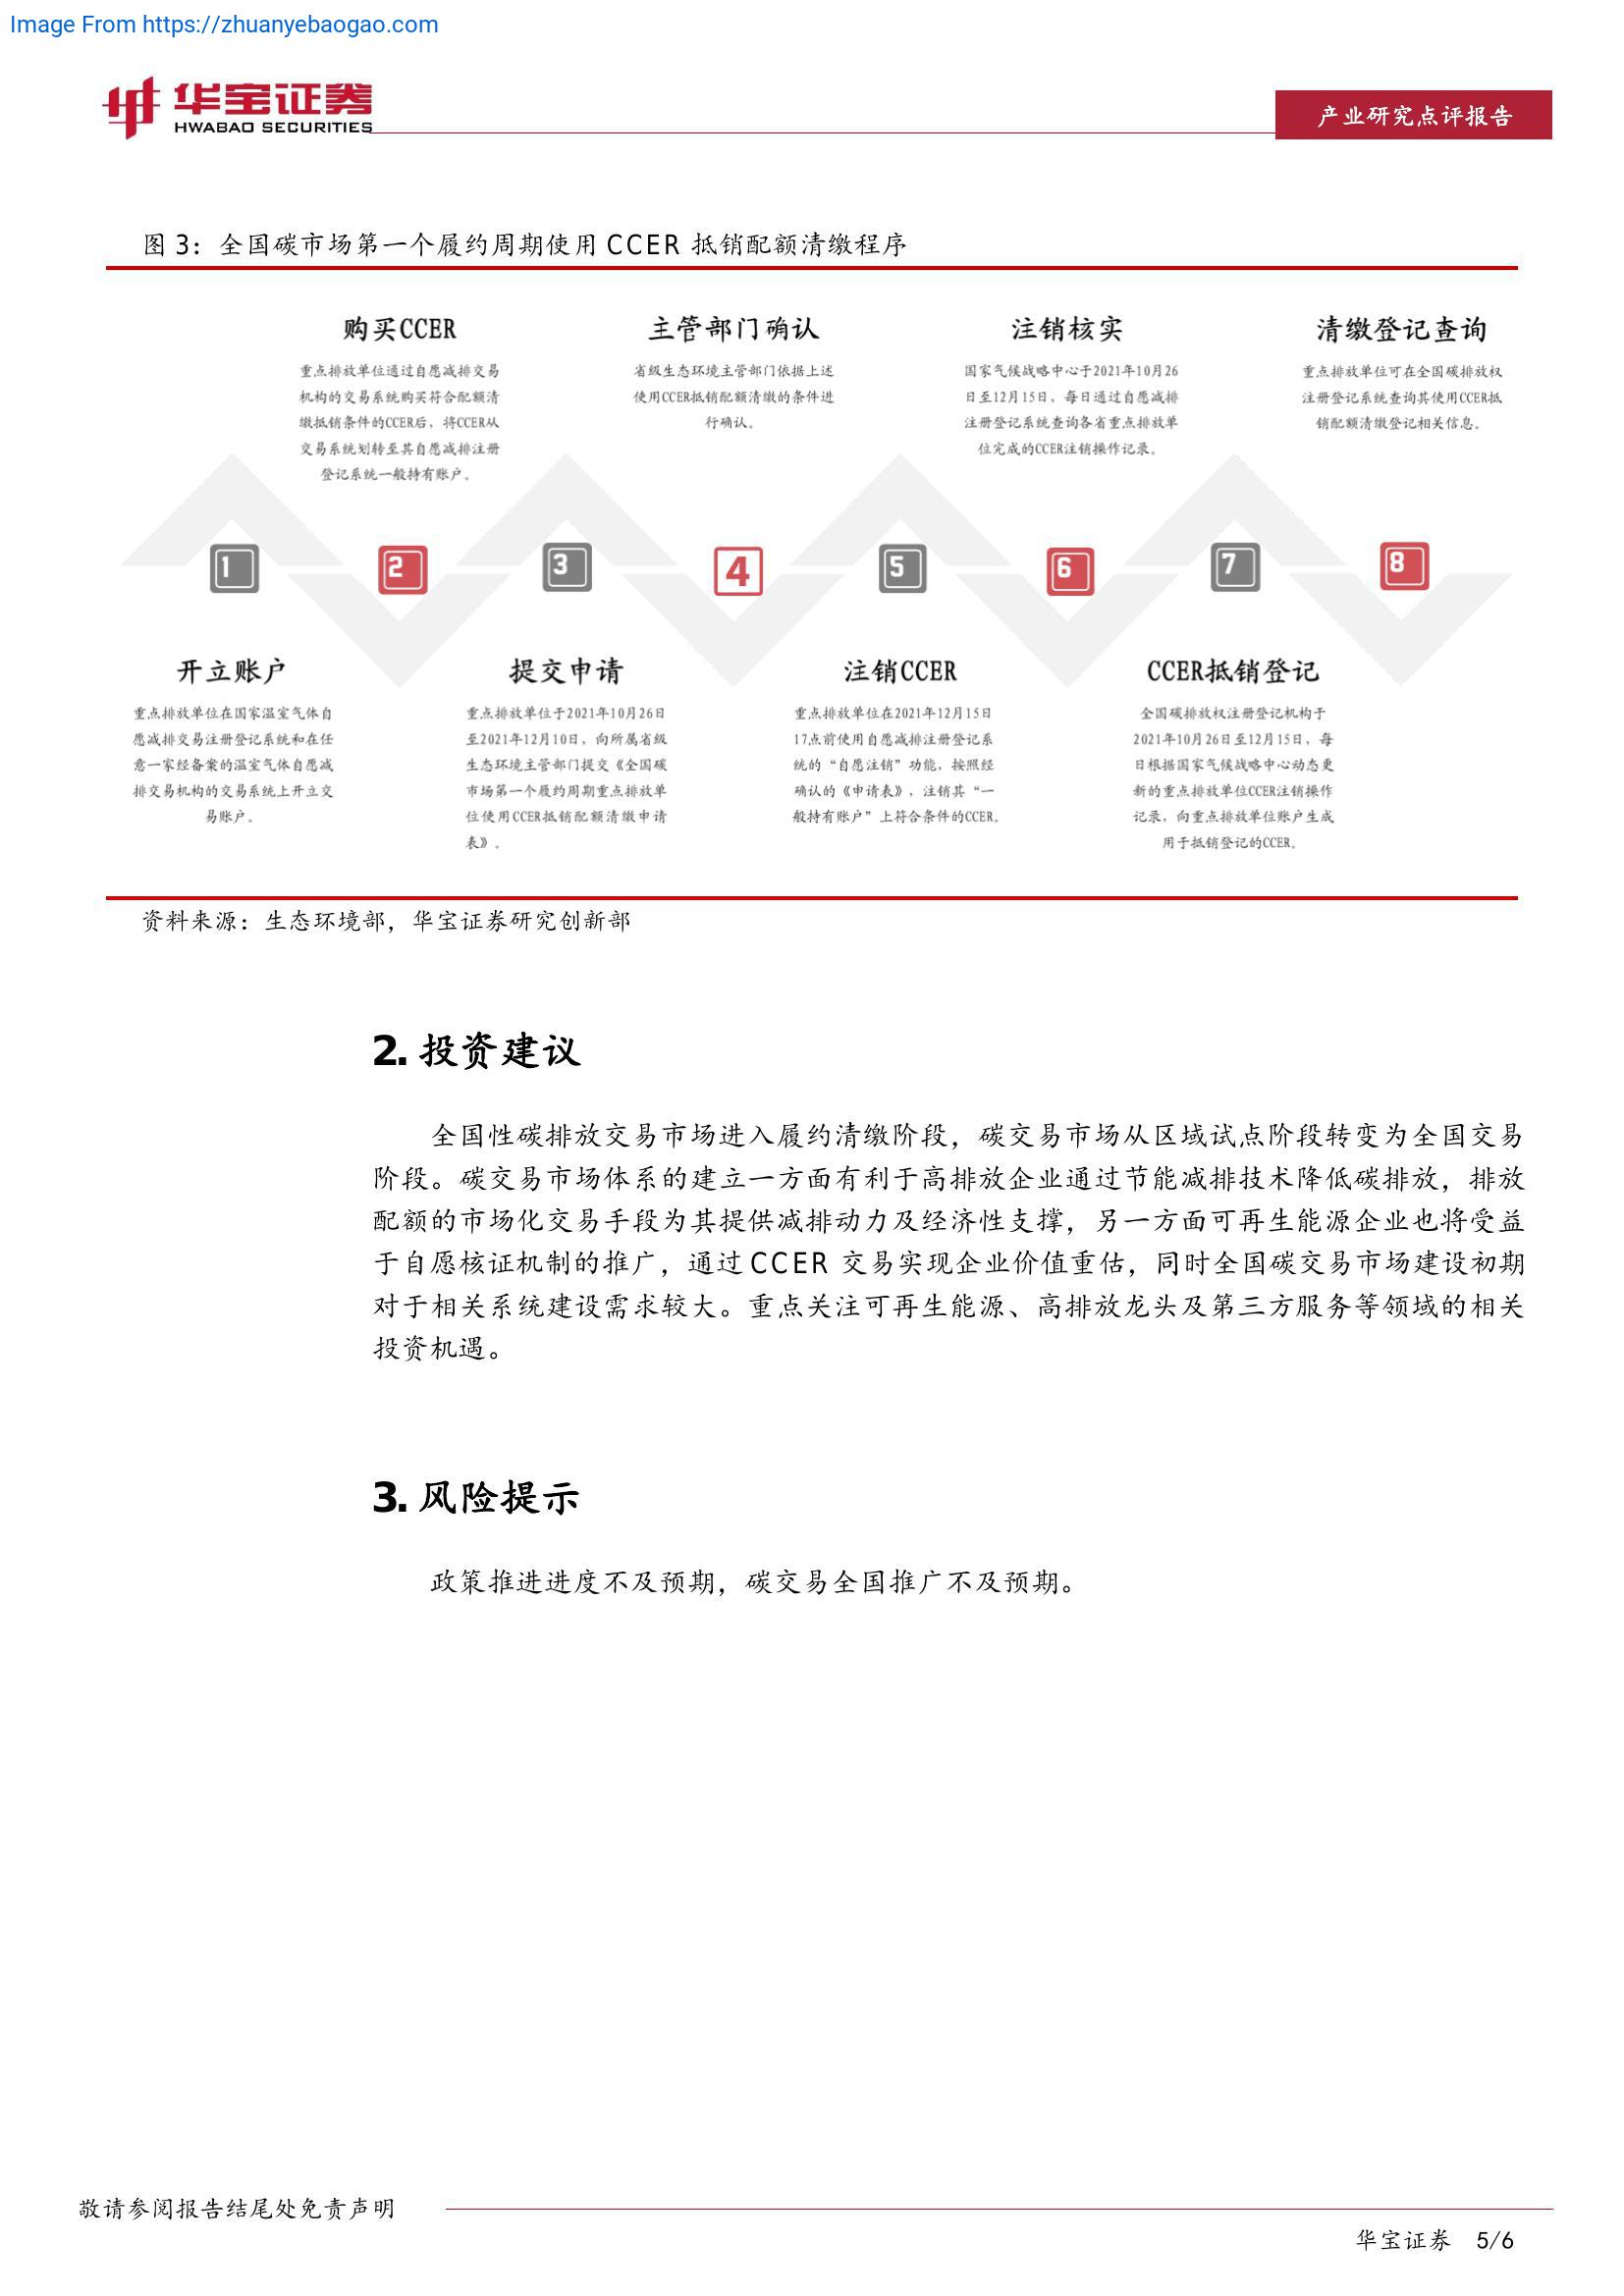 Image From https://zhuanyebaogao.com
华宝证券
HWABAO SECURITIES
产业研究点评报告
图 3：全国碳市场第一个履约周期使用 CCER 抵销配额清缴程序
购买CCER
重点排放单位通过自愿减排交易
机构的交易系统购买符合配额清
缴抵销条件的CCER后，将CCER从
交易系统划转至其自愿减排注册
登记系统一般持有账户。
主管部门确认
省级生态环境主管部门依据上述
使用CCER抵销配额清缴的条件进
行确认。
注销核实
国家气候战略中心于2021年10月26
日至12月15日，每日通过自愿减排
注册登记系统查询各省重点排放单
位完成的CCER注销操作记录。
清缴登记查询
重点排放单位可在全国碳排放权
注册登记系统查询其使用CCER抵
销配额清缴登记相关信息。
1
2
3
4
5
6
7
8
开立账户
重点排放单位在国家温室气体自
愿减排交易注册登记系统和在任
意一家经备案的温室气体自愿减
排交易机构的交易系统上开立交
易账户。
提交申请
重点排放单位于2021年10月26日
至2021年12月10日，向所属省级
生态环境主管部门提交《全国碳
市场第一个履约周期重点排放单
位使用CCER抵销配额清缴申请
表》。
注销CCER
重点排放单位在2021年12月15日
17点前使用自愿减排注册登记系
统的“自愿注销”功能，按照经
确认的《申请表》，注销其“一
般持有账户”上符合条件的CCER。
CCER抵销登记
全国碳排放权注册登记机构于
2021年10月26日至12月15日，每
日根据国家气候战略中心动态更
新的重点排放单位CCER注销操作
记录，向重点排放单位账户生成
用于抵销登记的CCER。
资料来源：生态环境部，华宝证券研究创新部
2. 投资建议
全国性碳排放交易市场进入履约清缴阶段，碳交易市场从区域试点阶段转变为全国交易
阶段。碳交易市场体系的建立一方面有利于高排放企业通过节能减排技术降低碳排放，排放
配额的市场化交易手段为其提供减排动力及经济性支撑，另一方面可再生能源企业也将受益
于自愿核证机制的推广，通过 CCER 交易实现企业价值重估，同时全国碳交易市场建设初期
对于相关系统建设需求较大。重点关注可再生能源、高排放龙头及第三方服务等领域的相关
投资机遇。
3. 风险提示
政策推进进度不及预期，碳交易全国推广不及预期。
敬请参阅报告结尾处免责声明
华宝证券 5/6